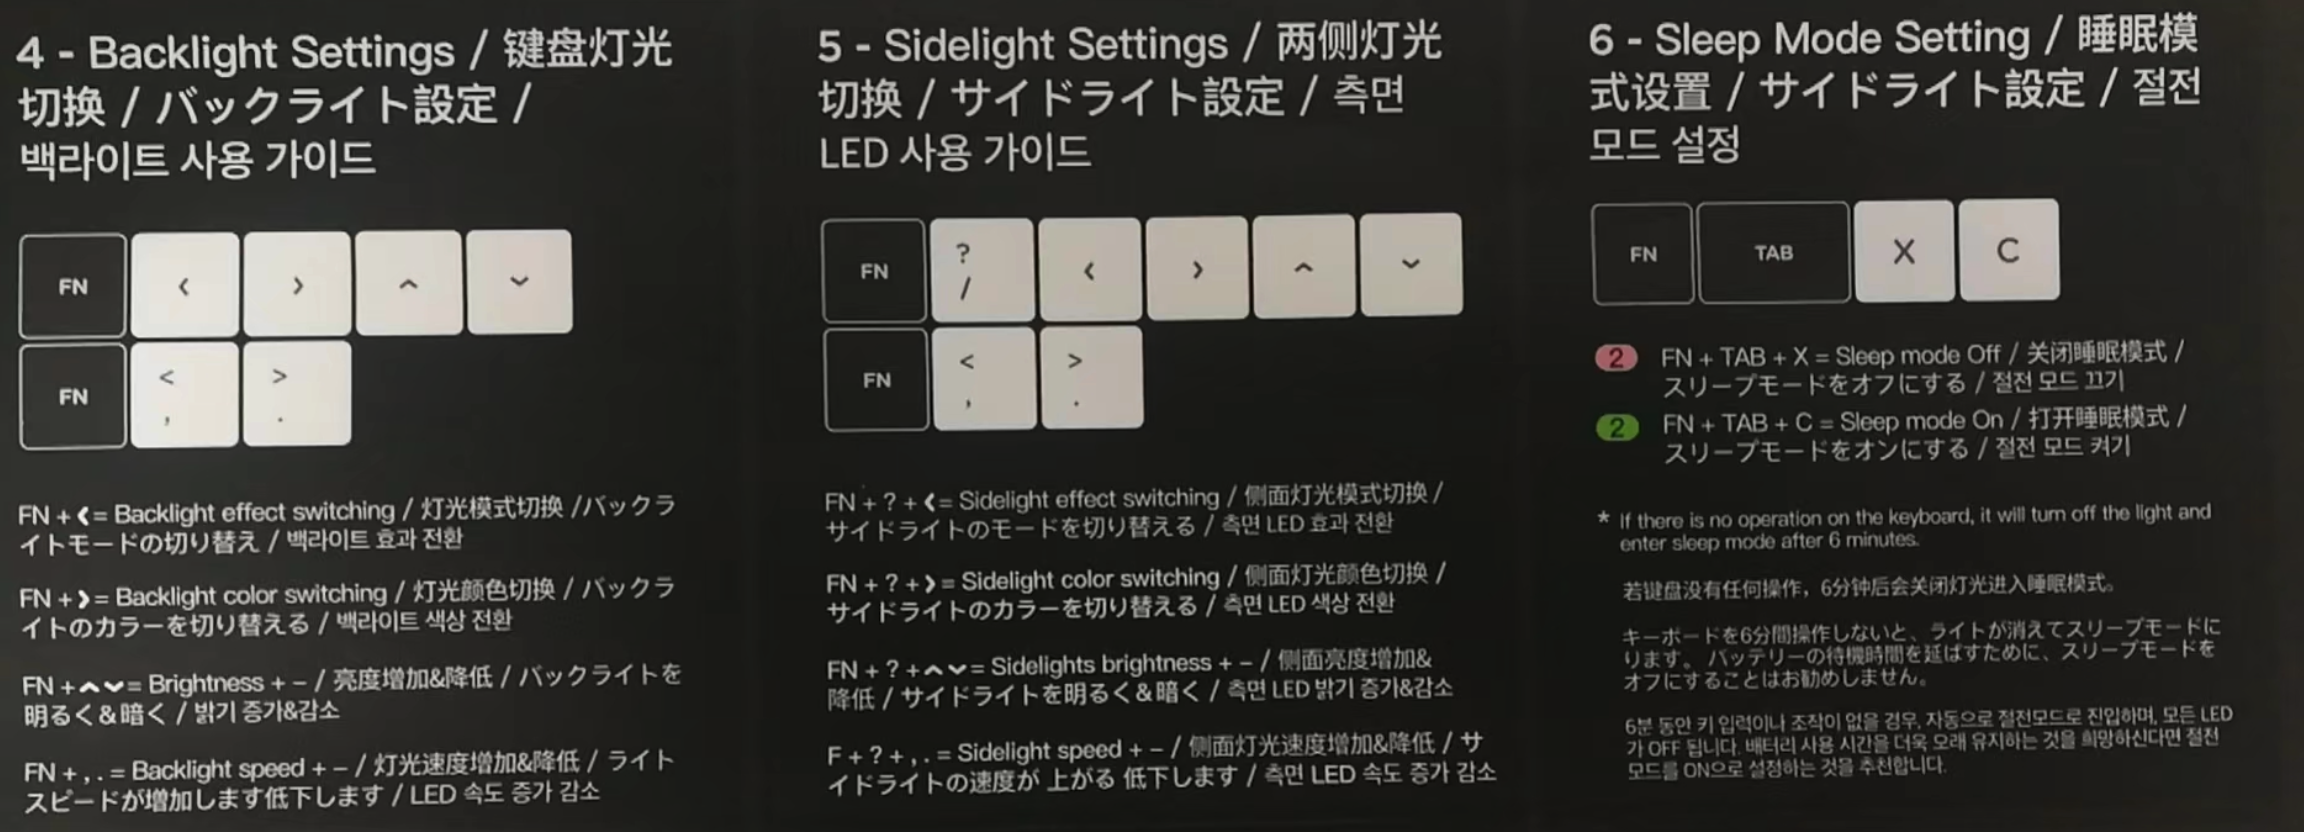 4 - Backlight Settings / 键盘灯光
切换 / バックライト設定 /
백라이트 사용 가이드
FN ‹ › ^ ⌄
FN < , > .
FN + ‹ = Backlight effect switching / 灯光模式切换 /バックラ
イトモードの切り替え / 백라이트 효과 전환
FN + › = Backlight color switching / 灯光颜色切换 / バックラ
イトのカラーを切り替える / 백라이트 색상 전환
FN + ^ ⌄ = Brightness + − / 亮度增加&降低 / バックライトを
明るく&暗く / 밝기 증가&감소
FN + , . = Backlight speed + − / 灯光速度增加&降低 / ライト
スピードが増加します低下します / LED 속도 증가 감소
5 - Sidelight Settings / 两侧灯光
切换 / サイドライト設定 / 측면
LED 사용 가이드
FN ? / ‹ › ^ ⌄
FN < , > .
FN + ? + ‹ = Sidelight effect switching / 侧面灯光模式切换 /
サイドライトのモードを切り替える / 측면 LED 효과 전환
FN + ? + › = Sidelight color switching / 侧面灯光颜色切换 /
サイドライトのカラーを切り替える / 측면 LED 색상 전환
FN + ? + ^ ⌄ = Sidelights brightness + − / 侧面亮度增加&
降低 / サイドライトを明るく&暗く / 측면 LED 밝기 증가&감소
F + ? + , . = Sidelight speed + − / 侧面灯光速度增加&降低 / サ
イドライトの速度が 上がる 低下します / 측면 LED 속도 증가 감소
6 - Sleep Mode Setting / 睡眠模
式设置 / サイドライト設定 / 절전
모드 설정
FN TAB X C
2 FN + TAB + X = Sleep mode Off / 关闭睡眠模式 /
スリープモードをオフにする / 절전 모드 끄기
2 FN + TAB + C = Sleep mode On / 打开睡眠模式 /
スリープモードをオンにする / 절전 모드 켜기
* If there is no operation on the keyboard, it will turn off the light and
enter sleep mode after 6 minutes.
若键盘没有任何操作，6分钟后会关闭灯光进入睡眠模式。
キーボードを6分間操作しないと、ライトが消えてスリープモードに
ります。 バッテリーの待機時間を延ばすために、スリープモードを
オフにすることはお勧めしません。
6분 동안 키 입력이나 조작이 없을 경우, 자동으로 절전모드로 진입하며, 모든 LED
가 OFF 됩니다. 배터리 사용 시간을 더욱 오래 유지하는 것을 희망하신다면 절전
모드를 ON으로 설정하는 것을 추천합니다.